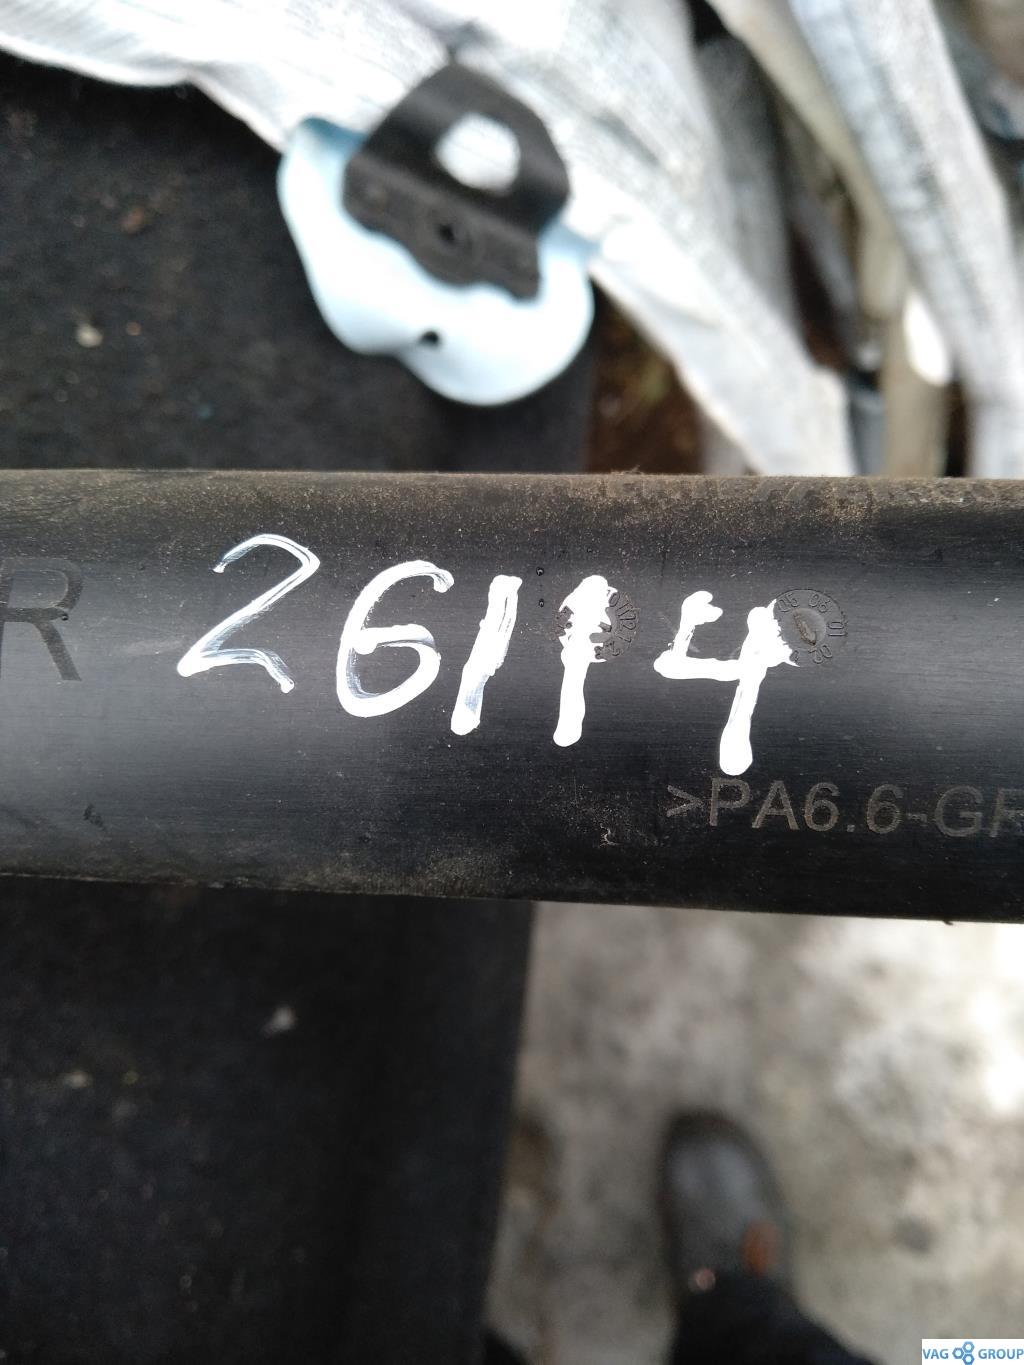 R
26114
>PA6.6-GF
VAG GROUP